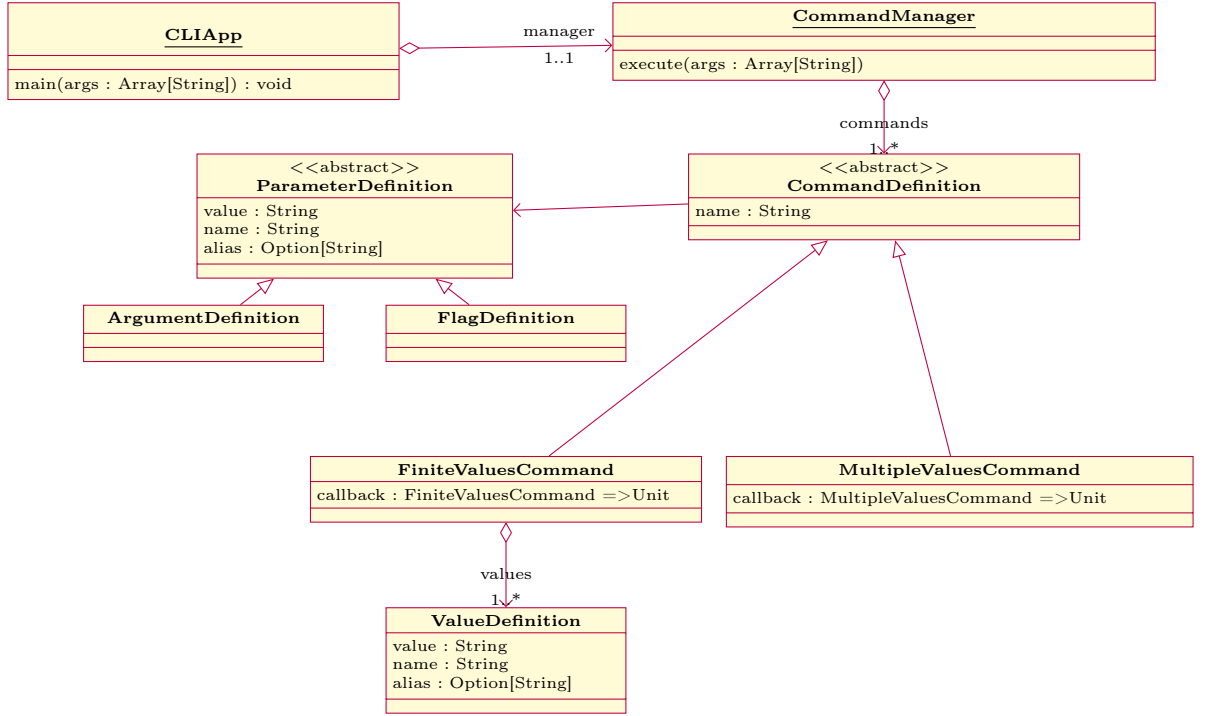 CLIApp
main(args : Array[String]) : void
manager
1..1
CommandManager
execute(args : Array[String])
commands
1..*
<<abstract>>
ParameterDefinition
value : String
name : String
alias : Option[String]
<<abstract>>
CommandDefinition
name : String
ArgumentDefinition
FlagDefinition
FiniteValuesCommand
callback : FiniteValuesCommand =>Unit
MultipleValuesCommand
callback : MultipleValuesCommand =>Unit
values
1..*
ValueDefinition
value : String
name : String
alias : Option[String]